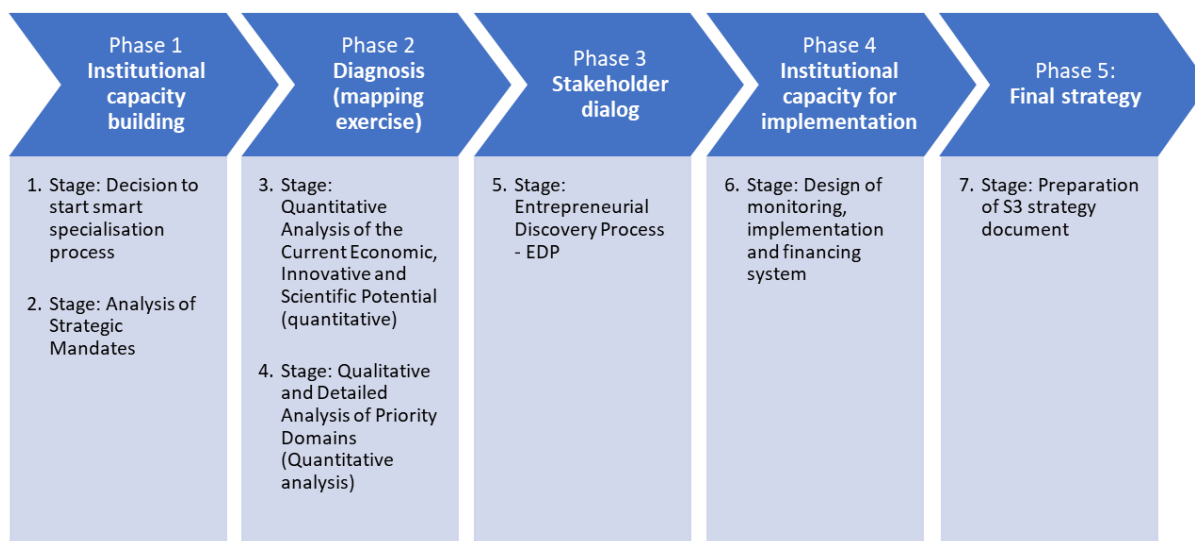 Phase 1
Institutional
capacity
building
1. Stage: Decision to
start smart
specialisation
process
2. Stage: Analysis of
Strategic
Mandates
Phase 2
Diagnosis
(mapping
exercise)
3. Stage:
Quantitative
Analysis of the
Current Economic,
Innovative and
Scientific Potential
(quantitative)
4. Stage: Qualitative
and Detailed
Analysis of Priority
Domains
(Quantitative
analysis)
Phase 3
Stakeholder
dialog
5. Stage:
Entrepreneurial
Discovery Process
- EDP
Phase 4
Institutional
capacity for
implementation
6. Stage: Design of
monitoring,
implementation
and financing
system
Phase 5:
Final strategy
7. Stage: Preparation
of S3 strategy
document